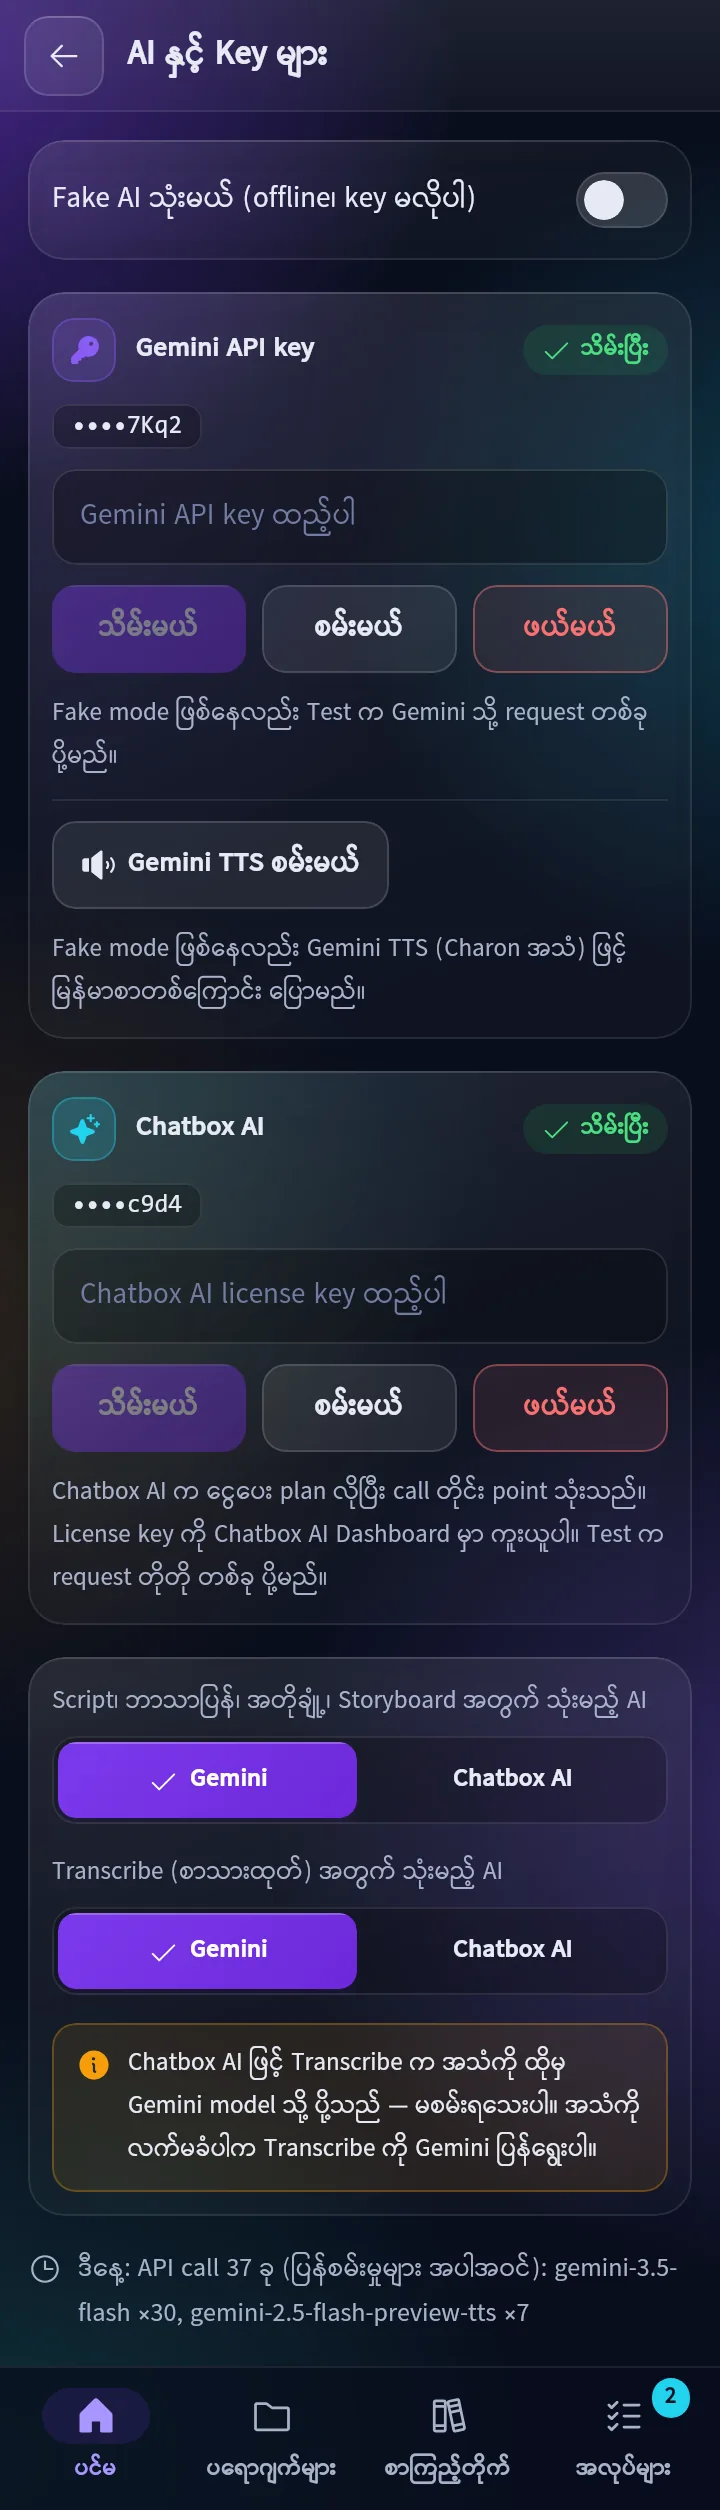 AI နှင့် Key များ
Fake AI သုံးမယ် (offline၊ key မလိုပါ)
Gemini API key
သိမ်းပြီး
••••7Kq2
Gemini API key ထည့်ပါ
သိမ်းမယ်
စမ်းမယ်
ဖယ်မယ်
Fake mode ဖြစ်နေလည်း Test က Gemini သို့ request တစ်ခု
ပို့မည်။
Gemini TTS စမ်းမယ်
Fake mode ဖြစ်နေလည်း Gemini TTS (Charon အသံ) ဖြင့်
မြန်မာစာတစ်ကြောင်း ပြောမည်။
Chatbox AI
သိမ်းပြီး
••••c9d4
Chatbox AI license key ထည့်ပါ
သိမ်းမယ်
စမ်းမယ်
ဖယ်မယ်
Chatbox AI က ငွေပေး plan လိုပြီး call တိုင်း point သုံးသည်။
License key ကို Chatbox AI Dashboard မှာ ကူးယူပါ။ Test က
request တိုတို တစ်ခု ပို့မည်။
Script၊ ဘာသာပြန်၊ အတိုချုံ့၊ Storyboard အတွက် သုံးမည့် AI
Gemini
Chatbox AI
Transcribe (စာသားထုတ်) အတွက် သုံးမည့် AI
Gemini
Chatbox AI
Chatbox AI ဖြင့် Transcribe က အသံကို ထိုမှ
Gemini model သို့ ပို့သည် — မစမ်းရသေးပါ။ အသံကို
လက်မခံပါက Transcribe ကို Gemini ပြန်ရွေးပါ။
ဒီနေ့: API call 37 ခု (ပြန်စမ်းမှုများ အပါအဝင်): gemini-3.5-
flash ×30, gemini-2.5-flash-preview-tts ×7
2
ပင်မ
ပရောဂျက်များ
စာကြည့်တိုက်
အလုပ်များ